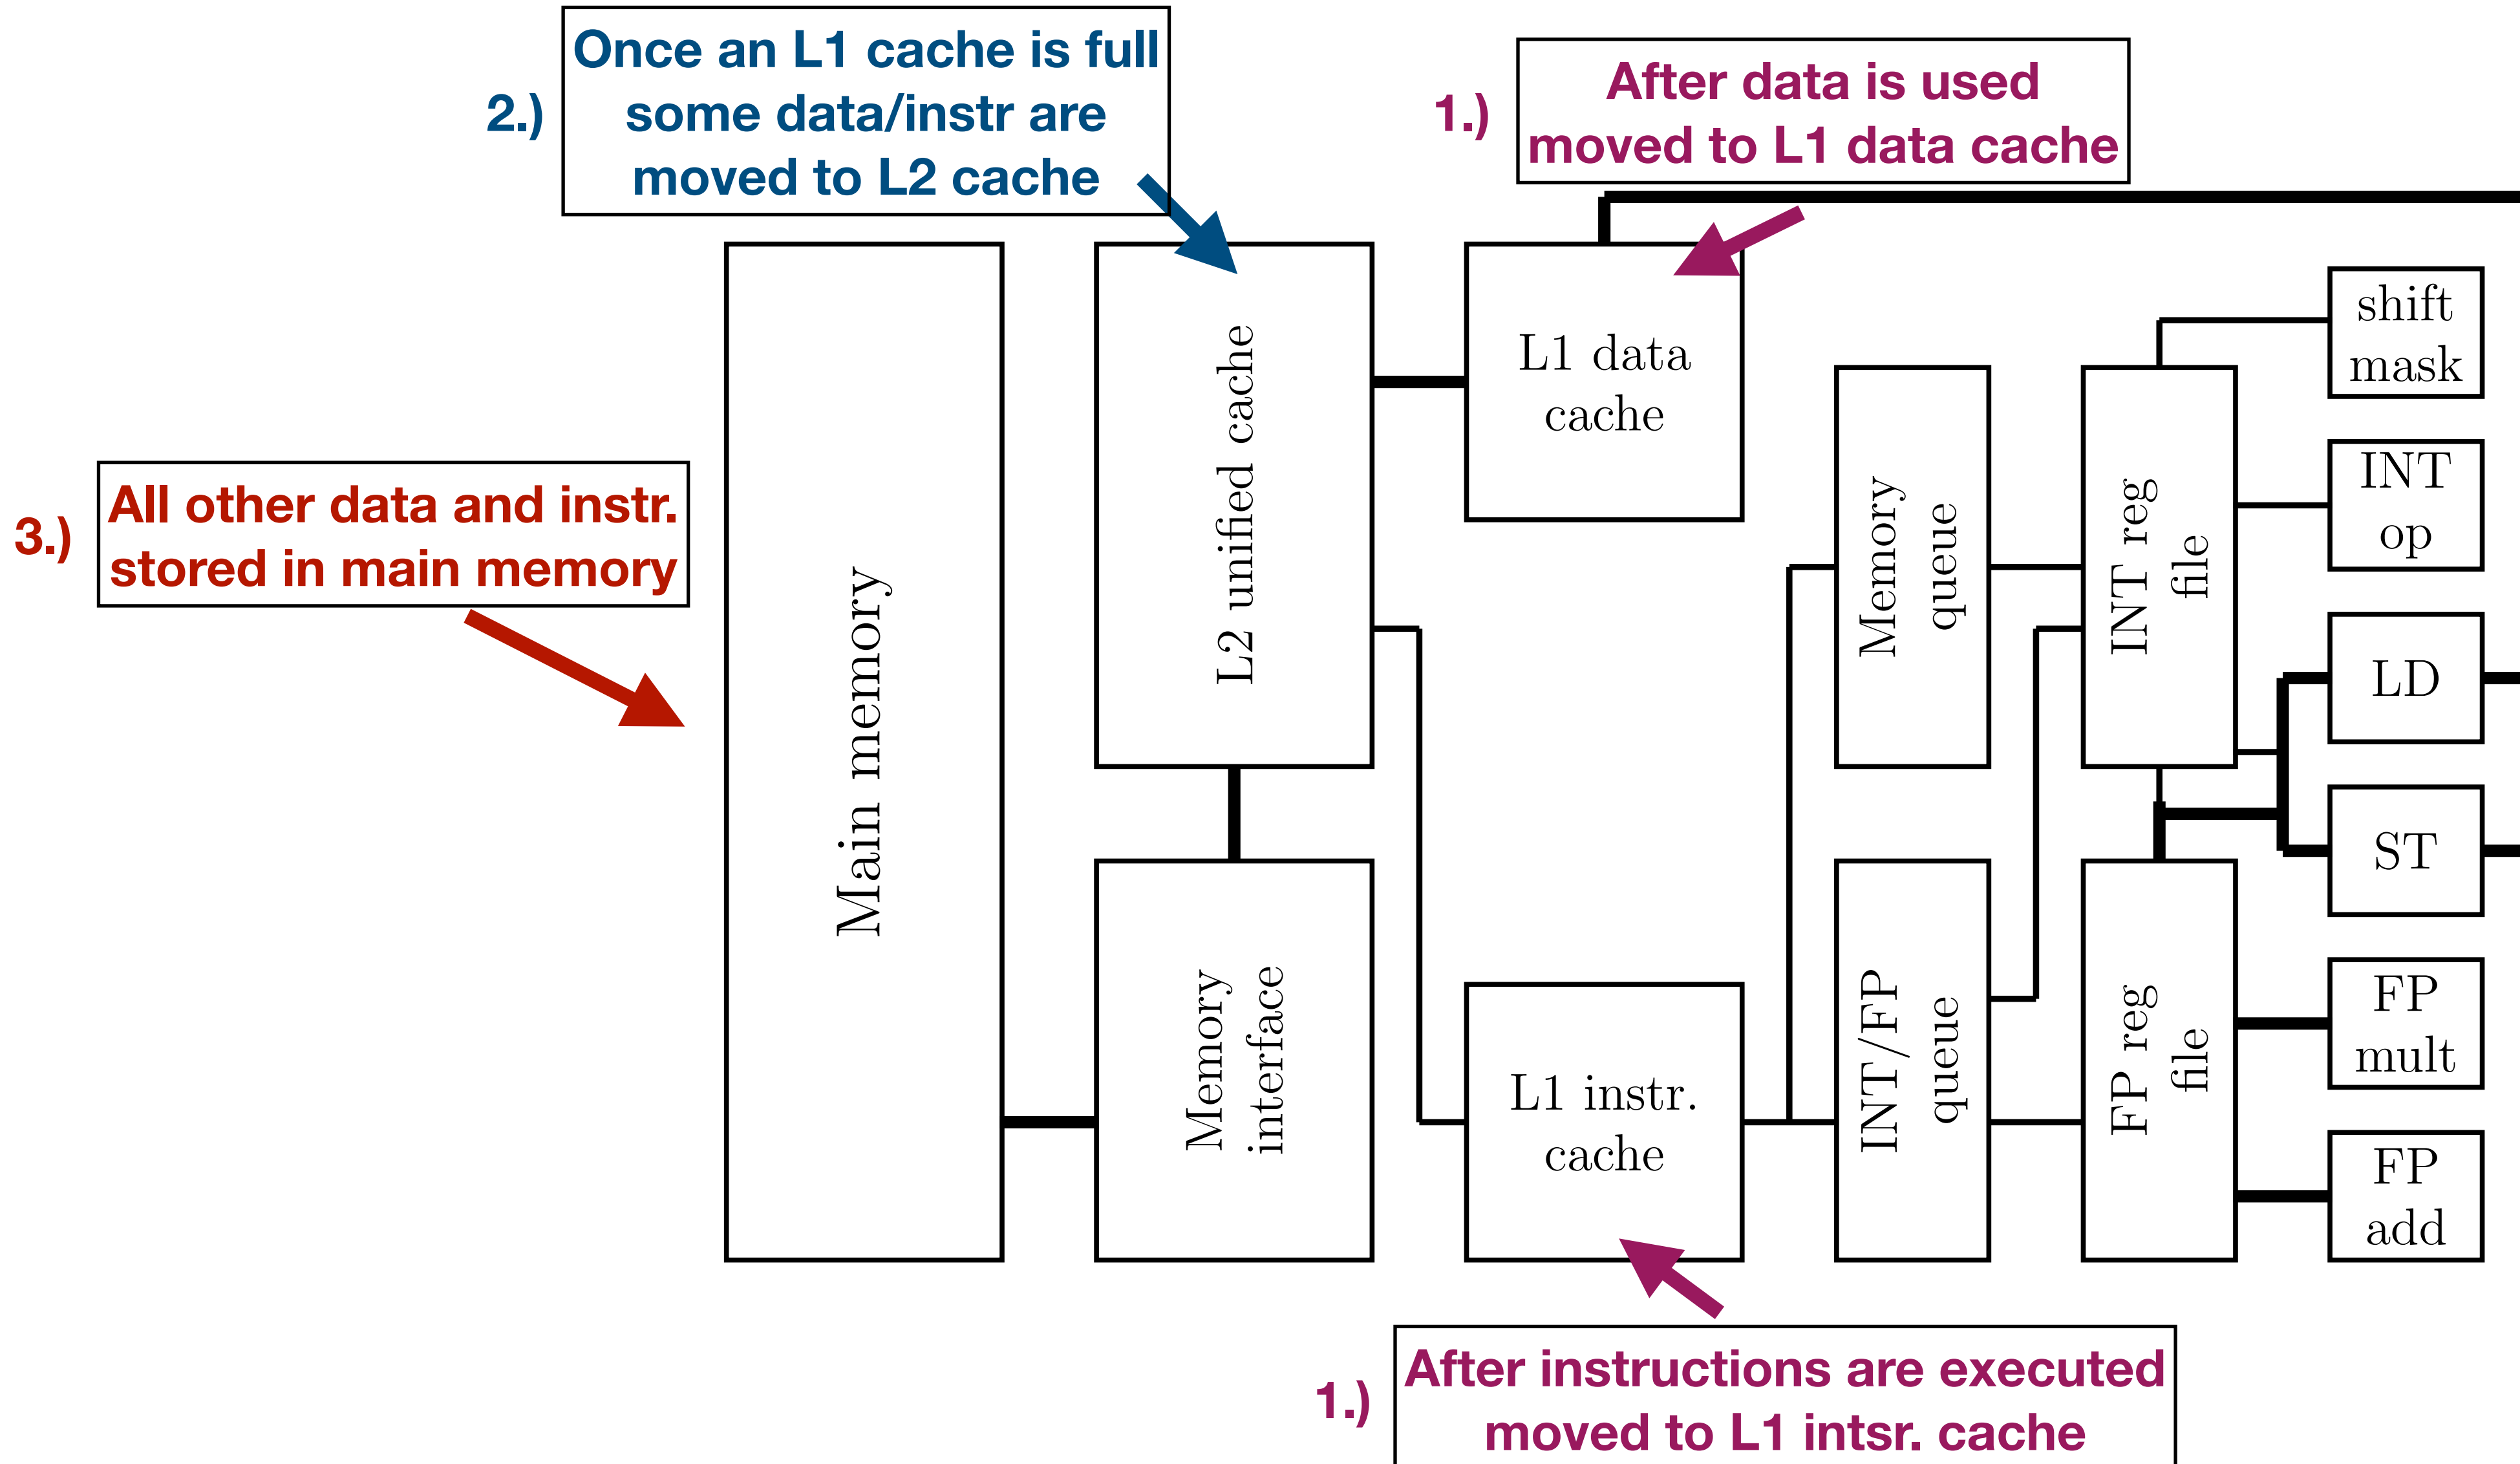 2.)
Once an L1 cache is full
some data/instr are
moved to L2 cache
1.)
After data is used
moved to L1 data cache
3.)
All other data and instr.
stored in main memory
Main memory
L2 unified cache
Memory
interface
L1 data
cache
L1 instr.
cache
Memory
queue
INT/FP
queue
INT reg
file
FP reg
file
shift
mask
INT
op
LD
ST
FP
mult
FP
add
1.)
After instructions are executed
moved to L1 intsr. cache